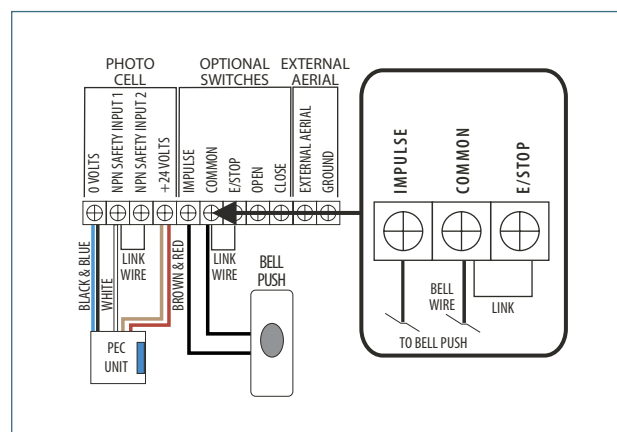 PHOTO
CELL
OPTIONAL
SWITCHES
EXTERNAL
AERIAL
0 VOLTS
NPN SAFETY INPUT 1
NPN SAFETY INPUT 2
+24 VOLTS
IMPULSE
COMMON
E/STOP
OPEN
CLOSE
EXTERNAL AERIAL
GROUND
BLACK & BLUE
WHITE
LINK
WIRE
BROWN & RED
LINK
WIRE
BELL
PUSH
PEC
UNIT
IMPULSE
COMMON
E/STOP
BELL
WIRE
LINK
TO BELL PUSH